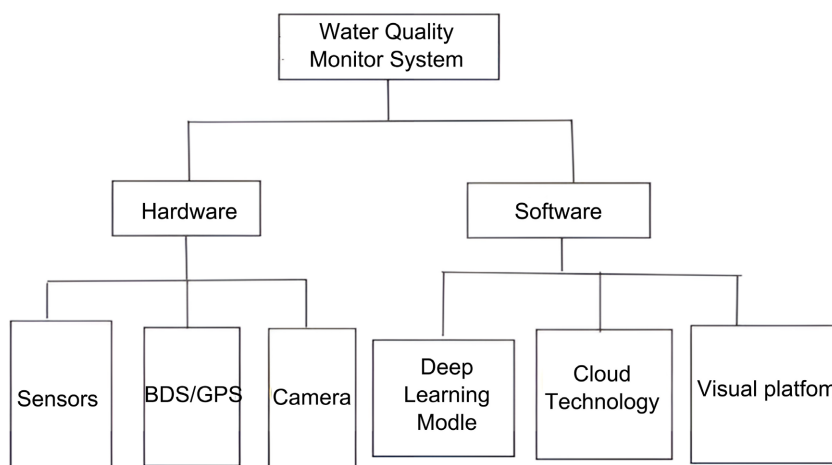 Water Quality
Monitor System
Hardware
Software
Sensors
BDS/GPS
Camera
Deep
Learning
Modle
Cloud
Technology
Visual platfom